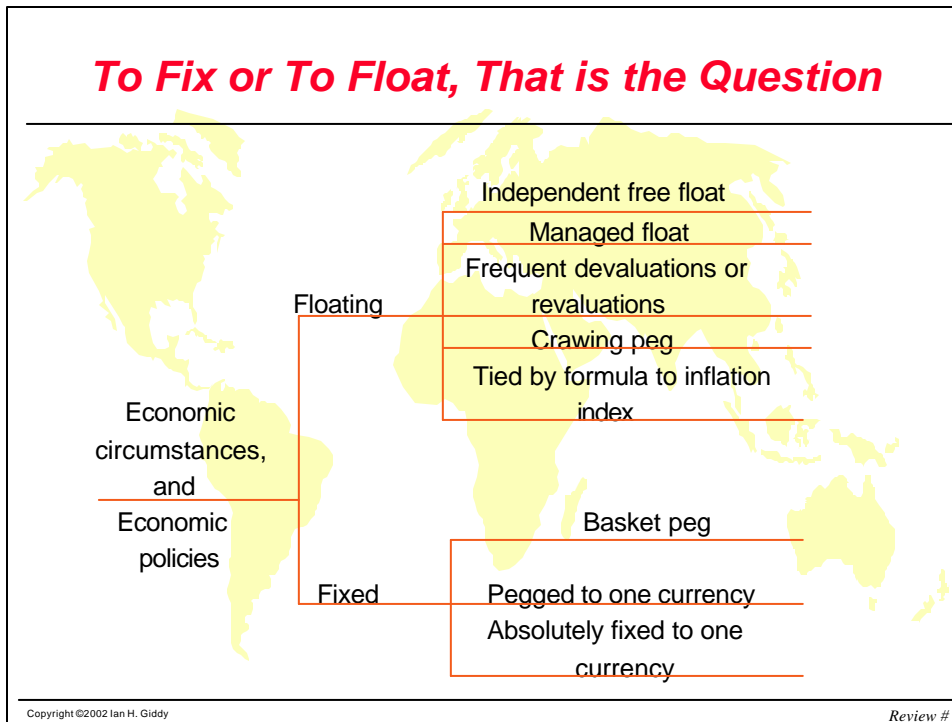 To Fix or To Float, That is the Question
Independent free float
Managed float
Frequent devaluations or
revaluations
Floating
Crawing peg
Tied by formula to inflation
index
Economic
circumstances,
and
Economic
policies
Basket peg
Fixed
Pegged to one currency
Absolutely fixed to one
currency
Copyright ©2002 Ian H. Giddy
Review #